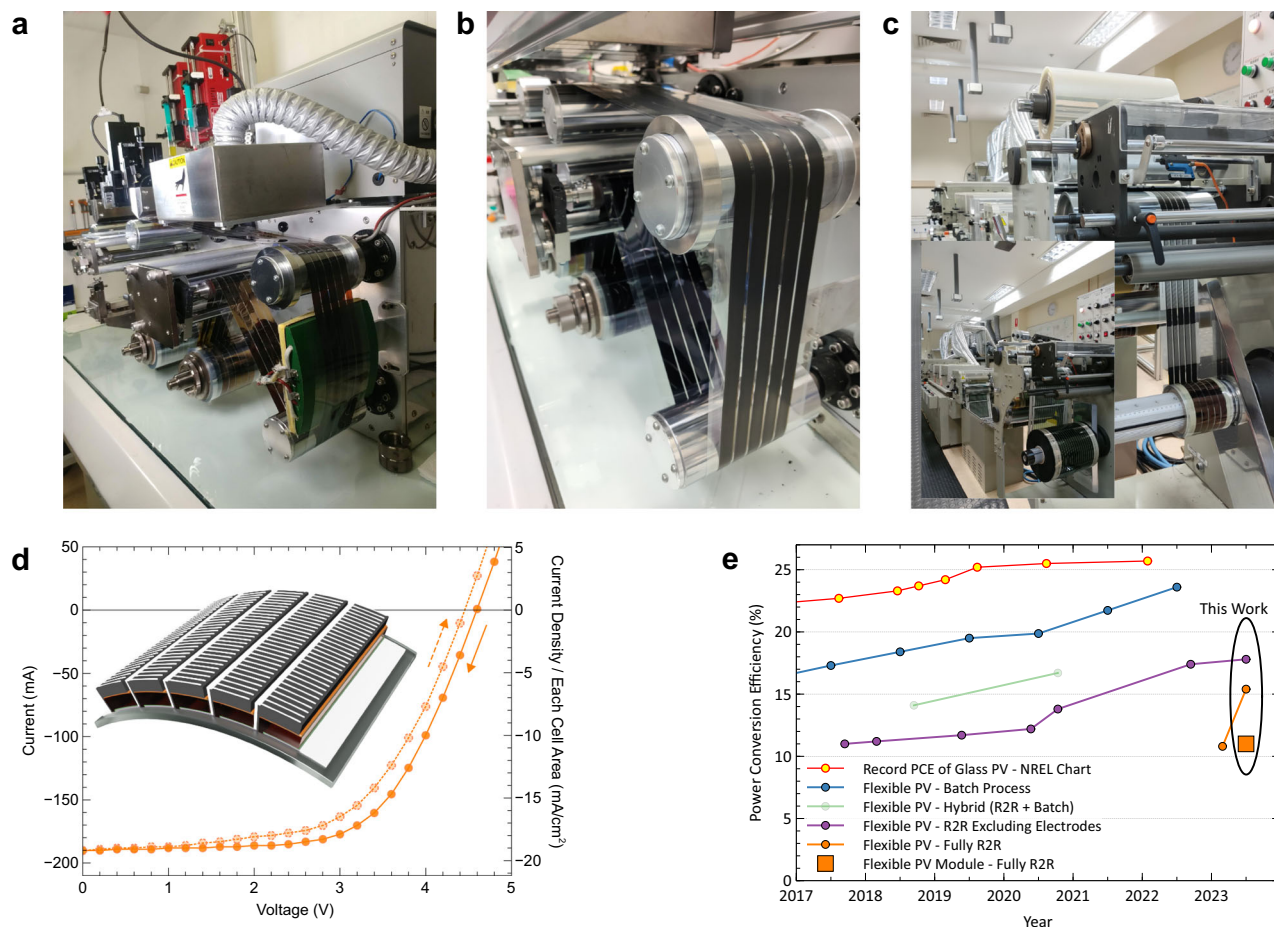 a
b
c
CAUTION
d
50
0
−50
−100
−150
−200
Current (mA)
0
1
2
3
4
5
Voltage (V)
5
0
−5
−10
−15
−20
Current Density / Each Cell Area (mA/cm²)
e
25
20
15
10
5
0
Power Conversion Efficiency (%)
This Work
Record PCE of Glass PV - NREL Chart
Flexible PV - Batch Process
Flexible PV - Hybrid (R2R + Batch)
Flexible PV - R2R Excluding Electrodes
Flexible PV - Fully R2R
Flexible PV Module - Fully R2R
2017
2018
2019
2020
2021
2022
2023
Year